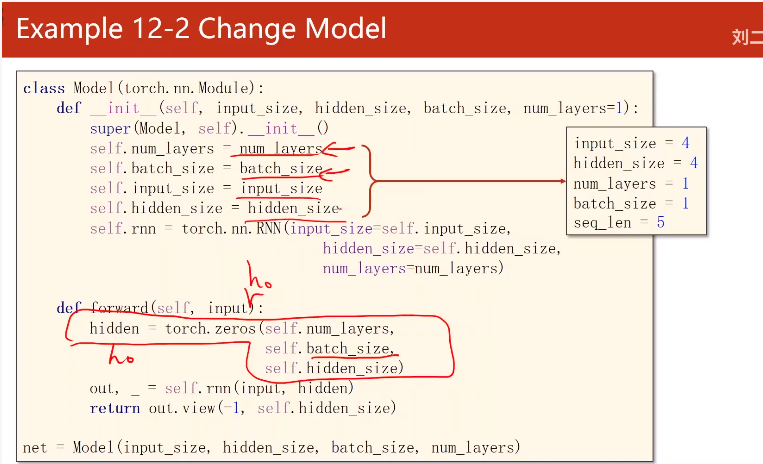 Example 12-2 Change Model
刘二
class Model(torch.nn.Module):
def __init__(self, input_size, hidden_size, batch_size, num_layers=1):
super(Model, self).__init__()
self.num_layers = num_layers
self.batch_size = batch_size
self.input_size = input_size
self.hidden_size = hidden_size
self.rnn = torch.nn.RNN(input_size=self.input_size,
hidden_size=self.hidden_size,
num_layers=num_layers)
h₀
def forward(self, input):
hidden = torch.zeros(self.num_layers,
self.batch_size,
h₀
self.hidden_size)
out, _ = self.rnn(input, hidden)
return out.view(-1, self.hidden_size)
net = Model(input_size, hidden_size, batch_size, num_layers)
input_size = 4
hidden_size = 4
num_layers = 1
batch_size = 1
seq_len = 5